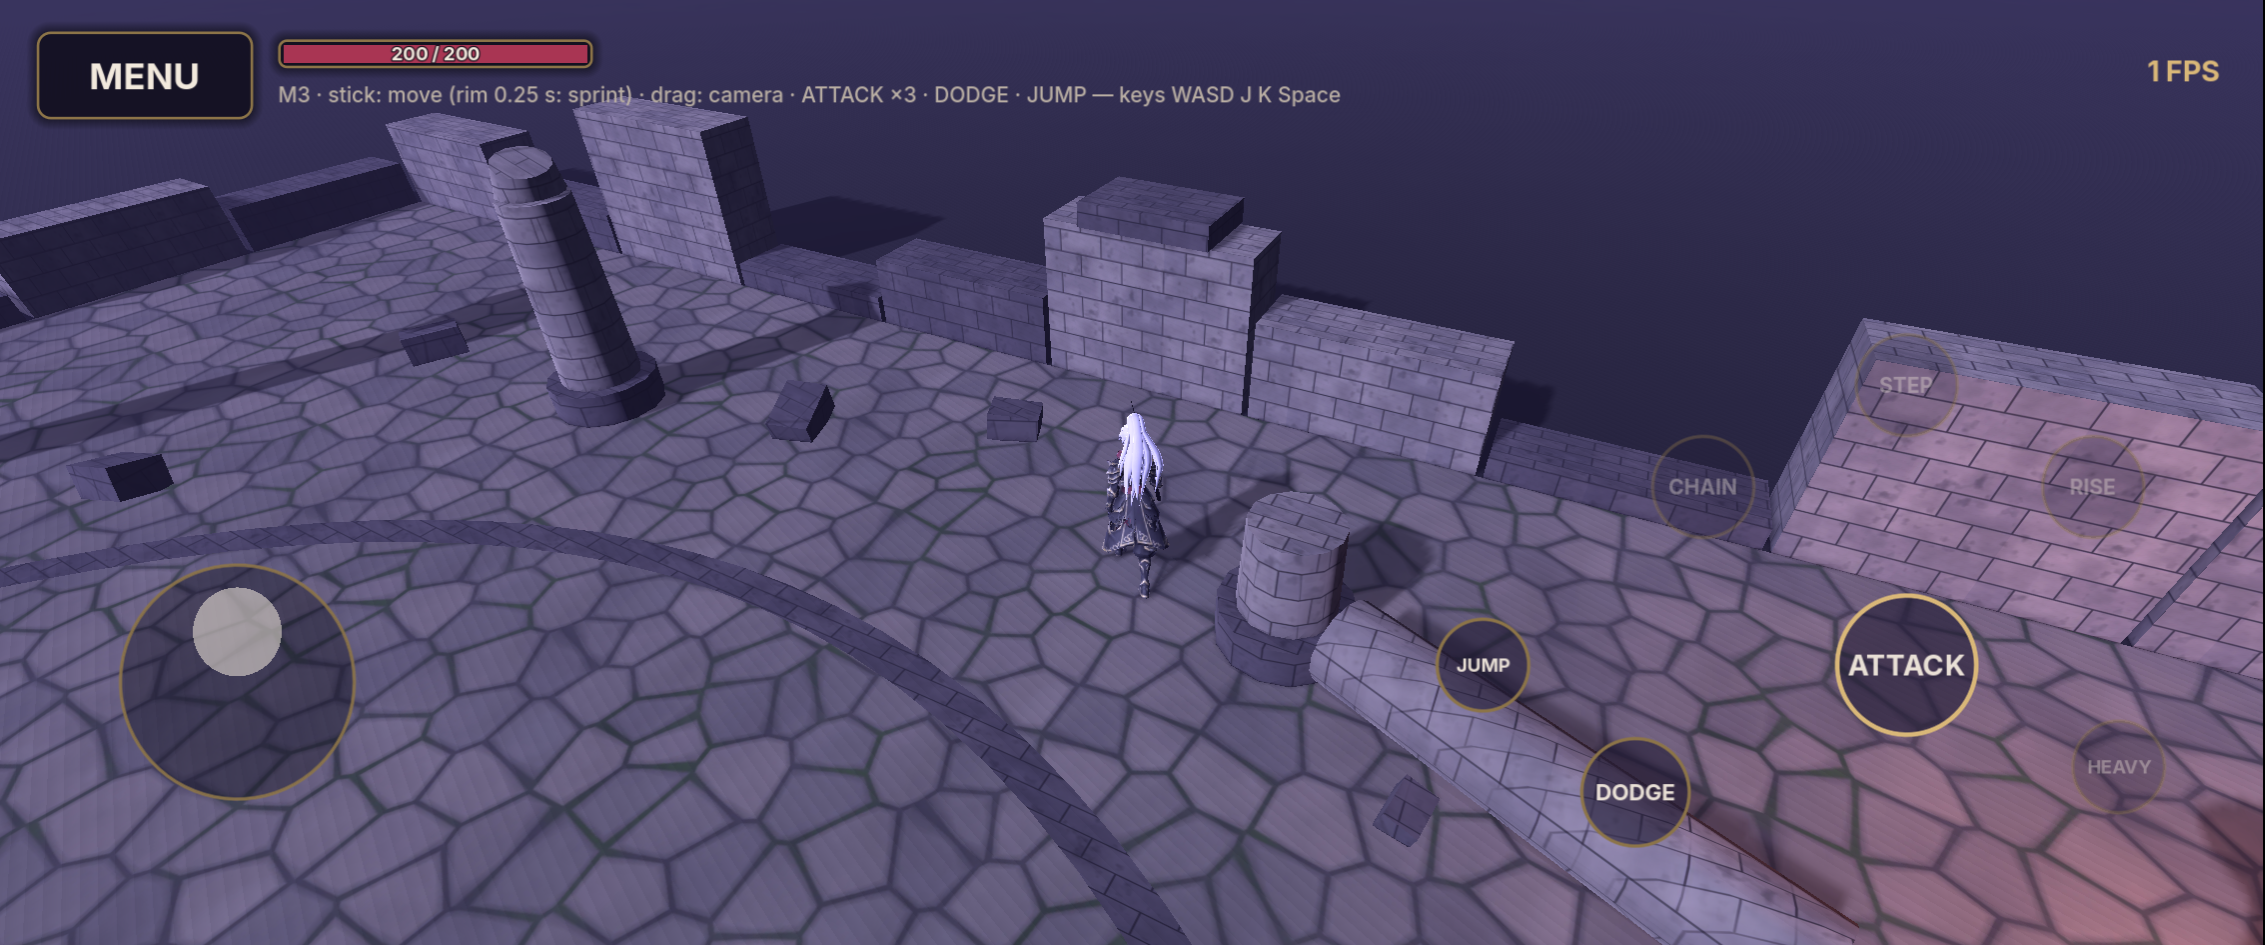 MENU
200 / 200
1 FPS
M3 · stick: move (rim 0.25 s: sprint) · drag: camera · ATTACK ×3 · DODGE · JUMP — keys WASD J K Space
STEP
CHAIN
RISE
JUMP
ATTACK
HEAVY
DODGE